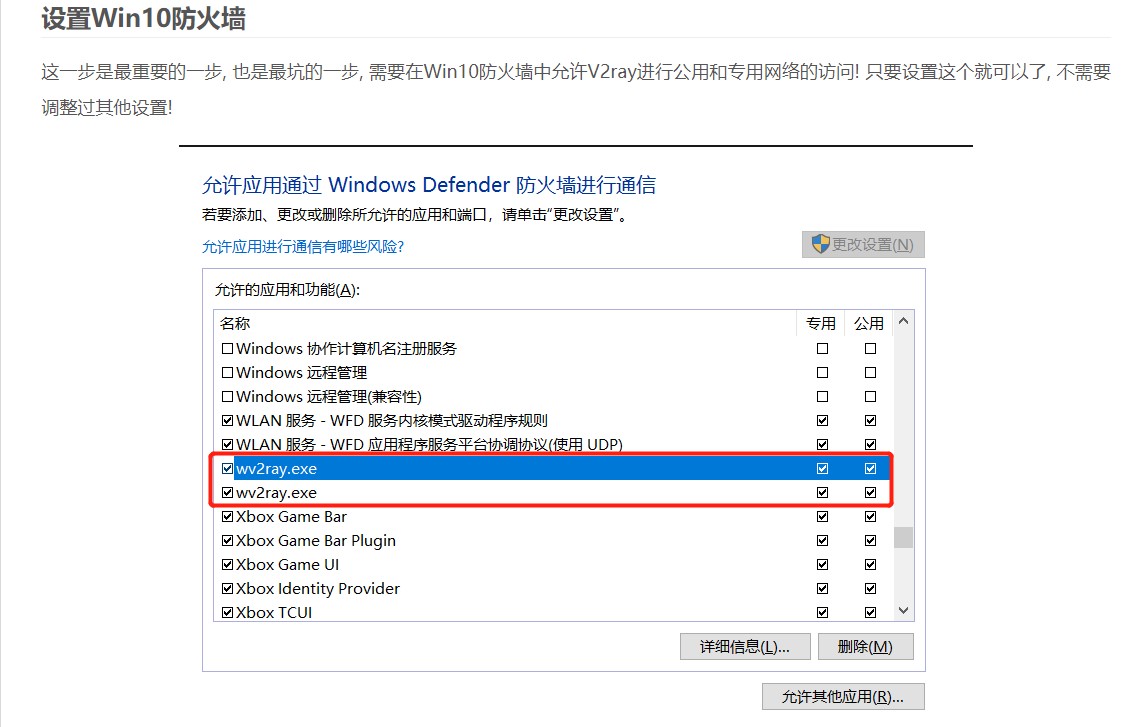 设置Win10防火墙
这一步是最重要的一步, 也是最坑的一步, 需要在Win10防火墙中允许V2ray进行公用和专用网络的访问! 只要设置这个就可以了, 不需要
调整过其他设置!
允许应用通过 Windows Defender 防火墙进行通信
若要添加、更改或删除所允许的应用和端口，请单击“更改设置”。
允许应用进行通信有哪些风险?
更改设置(N)
允许的应用和功能(A):
名称 专用 公用
Windows 协作计算机名注册服务
Windows 远程管理
Windows 远程管理(兼容性)
WLAN 服务 - WFD 服务内核模式驱动程序规则
WLAN 服务 - WFD 应用程序服务平台协调协议(使用 UDP)
wv2ray.exe
wv2ray.exe
Xbox Game Bar
Xbox Game Bar Plugin
Xbox Game UI
Xbox Identity Provider
Xbox TCUI
详细信息(L)... 删除(M)
允许其他应用(R)...